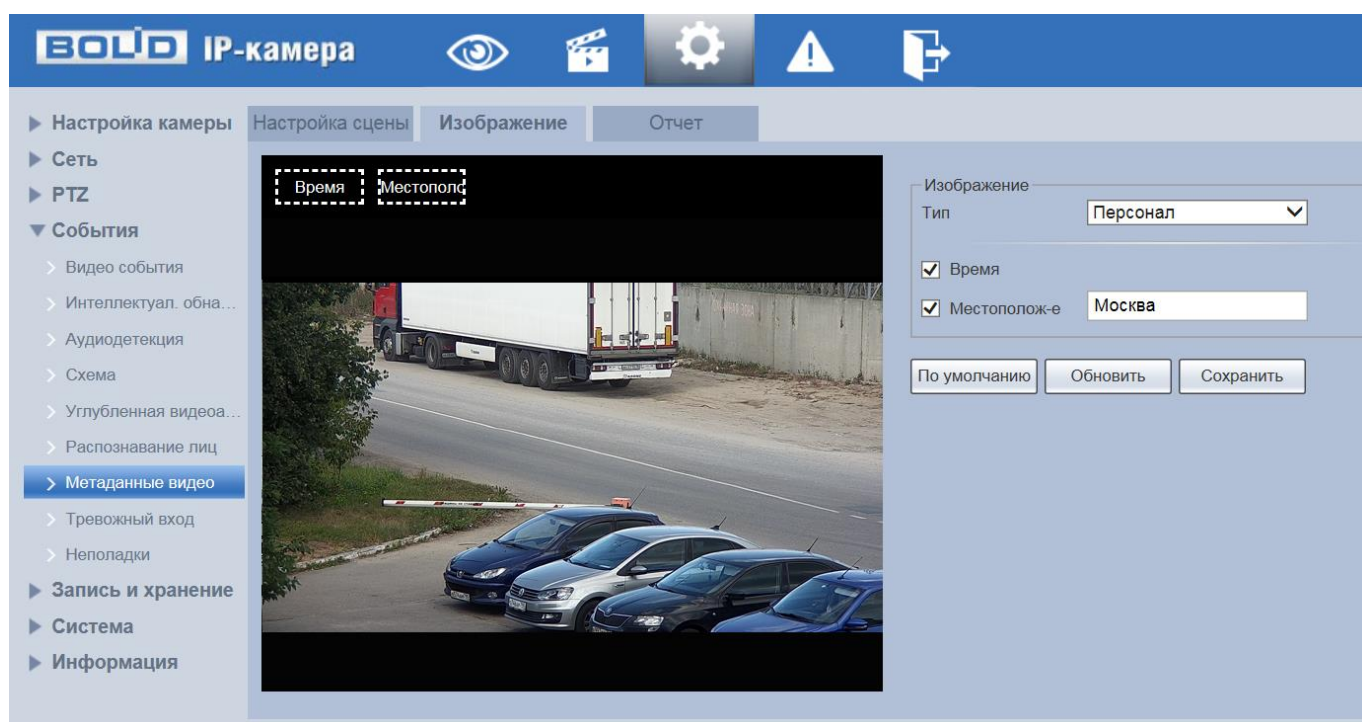 BOLID IP-камера
Настройка камеры
Сеть
PTZ
События
Видео события
Интеллектуал. обна...
Аудиодетекция
Схема
Углубленная видеоа...
Распознавание лиц
Метаданные видео
Тревожный вход
Неполадки
Запись и хранение
Система
Информация
Настройка сцены Изображение Отчет
Время Местополо
Изображение
Тип Персонал
Время
Местополож-е Москва
По умолчанию Обновить Сохранить